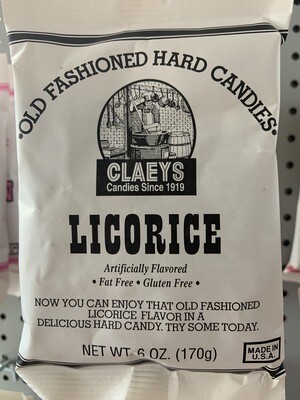 •OLD FASHIONED HARD CANDIES•
CLAEYS
Candies Since 1919
LICORICE
Artificially Flavored
• Fat Free • Gluten Free •
NOW YOU CAN ENJOY THAT OLD FASHIONED
LICORICE FLAVOR IN A
DELICIOUS HARD CANDY. TRY SOME TODAY.
NET WT. 6 OZ. (170g)
MADE IN
U.S.A.